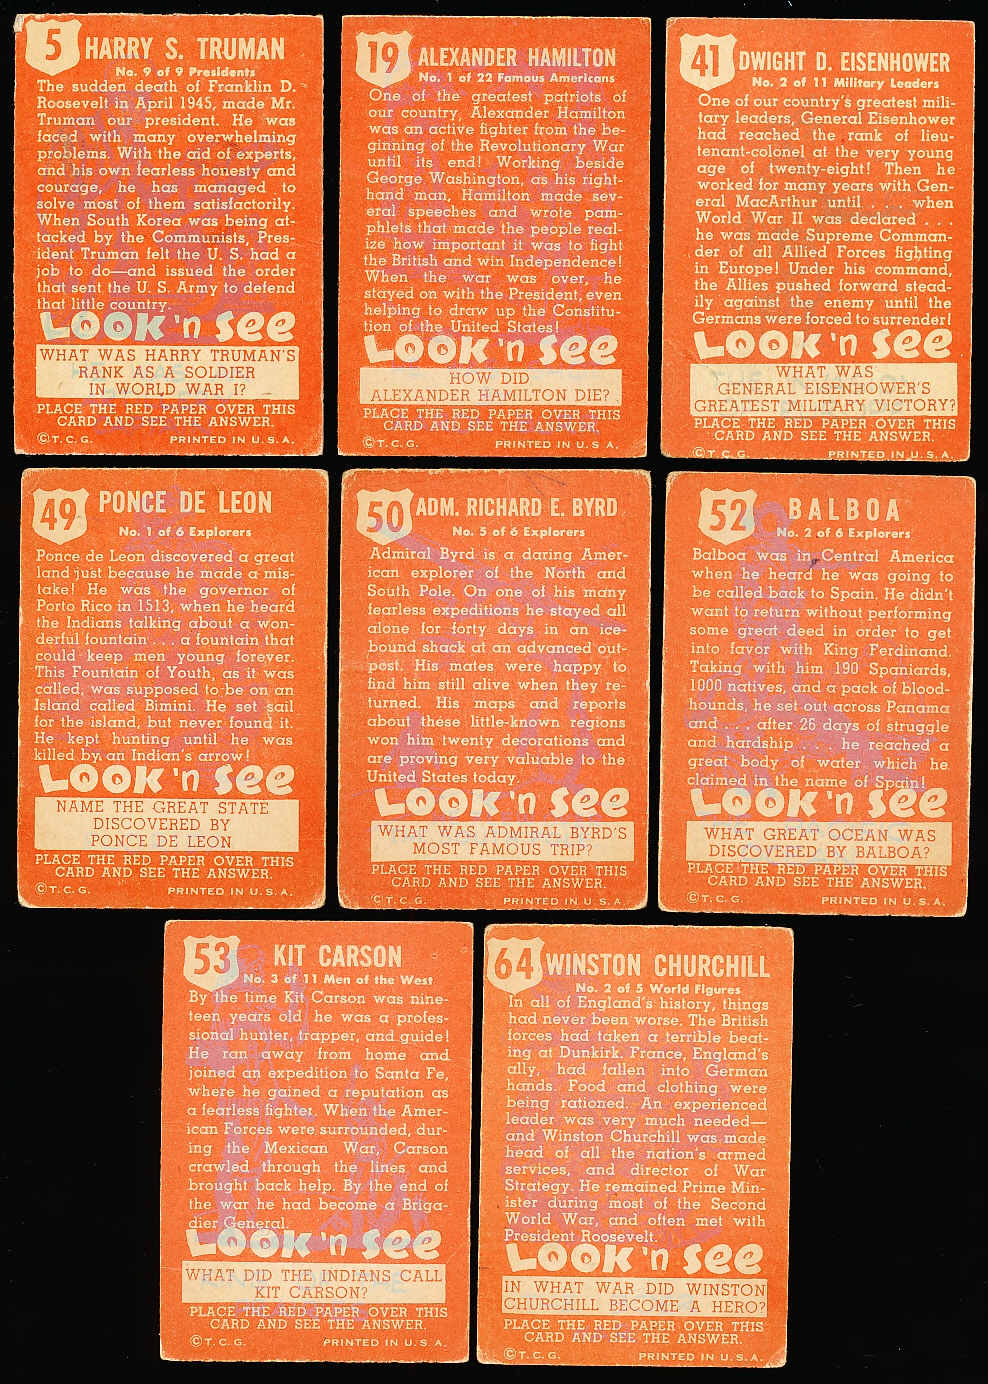 5
HARRY S. TRUMAN
No. 9 of 9 Presidents
The sudden death of Franklin D.
Roosevelt in April 1945, made Mr.
Truman our president. He was
faced with many overwhelming
problems. With the aid of experts,
and his own fearless honesty and
courage, he has managed to
solve most of them satisfactorily.
When South Korea was being at-
tacked by the Communists, Pres-
ident Truman felt the U. S. had a
job to do—and issued the order
that sent the U. S. Army to defend
that little country.
LOOK 'n SEE
WHAT WAS HARRY TRUMAN'S
RANK AS A SOLDIER
IN WORLD WAR I?
PLACE THE RED PAPER OVER THIS
CARD AND SEE THE ANSWER.
©T. C. G. PRINTED IN U. S. A.
19
ALEXANDER HAMILTON
No. 1 of 22 Famous Americans
One of the greatest patriots of
our country, Alexander Hamilton
was an active fighter from the be-
ginning of the Revolutionary War
until its end! Working beside
George Washington, as his right-
hand man, Hamilton made sev-
eral speeches and wrote pam-
phlets that made the people real-
ize how important it was to fight
the British and win Independence!
When the war was over, he
stayed on with the President, even
helping to draw up the Constitu-
tion of the United States!
LOOK 'n SEE
HOW DID
ALEXANDER HAMILTON DIE?
PLACE THE RED PAPER OVER THIS
CARD AND SEE THE ANSWER.
©T. C. G. PRINTED IN U. S. A.
41
DWIGHT D. EISENHOWER
No. 2 of 11 Military Leaders
One of our country's greatest mili-
tary leaders, General Eisenhower
had reached the rank of lieu-
tenant-colonel at the very young
age of twenty-eight! Then he
worked for many years with Gen-
eral MacArthur until . . . when
World War II was declared . . .
he was made Supreme Comman-
der of all Allied Forces fighting
in Europe! Under his command,
the Allies pushed forward stead-
ily against the enemy until the
Germans were forced to surrender!
LOOK 'n SEE
WHAT WAS
GENERAL EISENHOWER'S
GREATEST MILITARY VICTORY?
PLACE THE RED PAPER OVER THIS
CARD AND SEE THE ANSWER.
©T. C. G. PRINTED IN U. S. A.
49
PONCE DE LEON
No. 1 of 6 Explorers
Ponce de Leon discovered a great
land just because he made a mis-
take! He was the governor of
Porto Rico in 1513, when he heard
the Indians talking about a won-
derful fountain . . . a fountain that
could keep men young forever.
This Fountain of Youth, as it was
called, was supposed to be on an
Island called Bimini. He set sail
for the island, but never found it.
He kept hunting until he was
killed by an Indian's arrow!
LOOK 'n SEE
NAME THE GREAT STATE
DISCOVERED BY
PONCE DE LEON
PLACE THE RED PAPER OVER THIS
CARD AND SEE THE ANSWER.
©T. C. G. PRINTED IN U. S. A.
50
ADM. RICHARD E. BYRD
No. 5 of 6 Explorers
Admiral Byrd is a daring Amer-
ican explorer of the North and
South Pole. On one of his many
fearless expeditions he stayed all
alone for forty days in an ice-
bound shack at an advanced out-
post. His mates were happy to
find him still alive when they re-
turned. His maps and reports
about these little-known regions
won him twenty decorations and
are proving very valuable to the
United States today.
LOOK 'n SEE
WHAT WAS ADMIRAL BYRD'S
MOST FAMOUS TRIP?
PLACE THE RED PAPER OVER THIS
CARD AND SEE THE ANSWER.
©T. C. G. PRINTED IN U. S. A.
52
BALBOA
No. 2 of 6 Explorers
Balboa was in Central America
when he heard he was going to
be called back to Spain. He didn't
want to return without performing
some great deed in order to get
into favor with King Ferdinand.
Taking with him 190 Spaniards,
1000 natives, and a pack of blood-
hounds, he set out across Panama
and . . . after 26 days of struggle
and hardship . . . he reached a
great body of water which he
claimed in the name of Spain!
LOOK 'n SEE
WHAT GREAT OCEAN WAS
DISCOVERED BY BALBOA?
PLACE THE RED PAPER OVER THIS
CARD AND SEE THE ANSWER.
©T. C. G. PRINTED IN U. S. A.
53
KIT CARSON
No. 3 of 11 Men of the West
By the time Kit Carson was nine-
teen years old he was a profes-
sional hunter, trapper, and guide!
He ran away from home and
joined an expedition to Santa Fe,
where he gained a reputation as
a fearless fighter. When the Amer-
ican Forces were surrounded, dur-
ing the Mexican War, Carson
crawled through the lines and
brought back help. By the end of
the war he had become a Briga-
dier General.
LOOK 'n SEE
WHAT DID THE INDIANS CALL
KIT CARSON?
PLACE THE RED PAPER OVER THIS
CARD AND SEE THE ANSWER.
©T. C. G. PRINTED IN U. S. A.
64
WINSTON CHURCHILL
No. 2 of 5 World Figures
In all of England's history, things
had never been worse. The British
forces had taken a terrible beat-
ing at Dunkirk. France, England's
ally, had fallen into German
hands. Food and clothing were
being rationed. An experienced
leader was very much needed—
and Winston Churchill was made
head of all the nation's armed
services, and director of War
Strategy. He remained Prime Min-
ister during most of the Second
World War, and often met with
President Roosevelt.
LOOK 'n SEE
IN WHAT WAR DID WINSTON
CHURCHILL BECOME A HERO?
PLACE THE RED PAPER OVER THIS
CARD AND SEE THE ANSWER.
©T. C. G. PRINTED IN U. S. A.